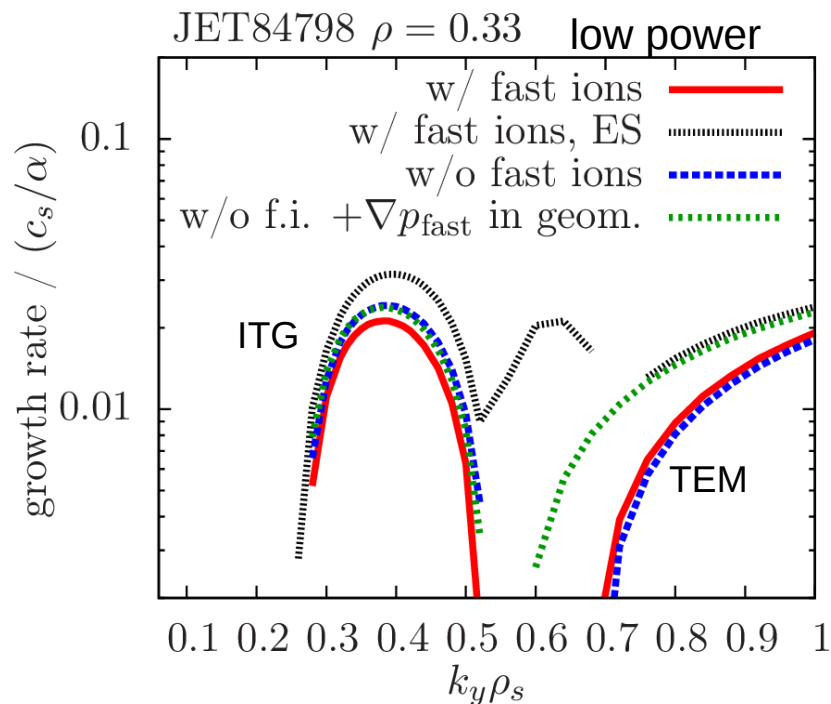 JET84798 ρ = 0.33 low power
w/ fast ions
w/ fast ions, ES
w/o fast ions
w/o f.i. +∇p_fast in geom.
growth rate / (c_s/α)
0.1
0.01
ITG
TEM
0.1 0.2 0.3 0.4 0.5 0.6 0.7 0.8 0.9 1
k_yρ_s